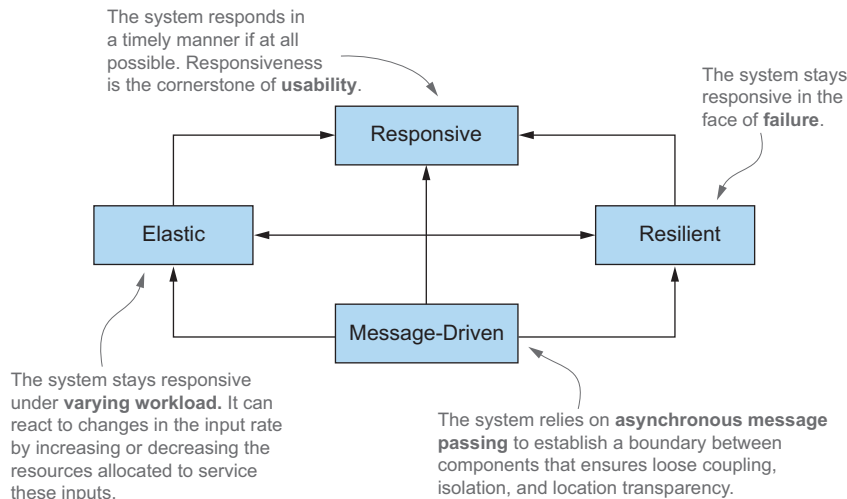 The system responds in
a timely manner if at all
possible. Responsiveness
is the cornerstone of usability.
The system stays
responsive in the
face of failure.
Responsive
Elastic
Resilient
Message-Driven
The system stays responsive
under varying workload. It can
react to changes in the input rate
by increasing or decreasing the
resources allocated to service
these inputs.
The system relies on asynchronous message
passing to establish a boundary between
components that ensures loose coupling,
isolation, and location transparency.